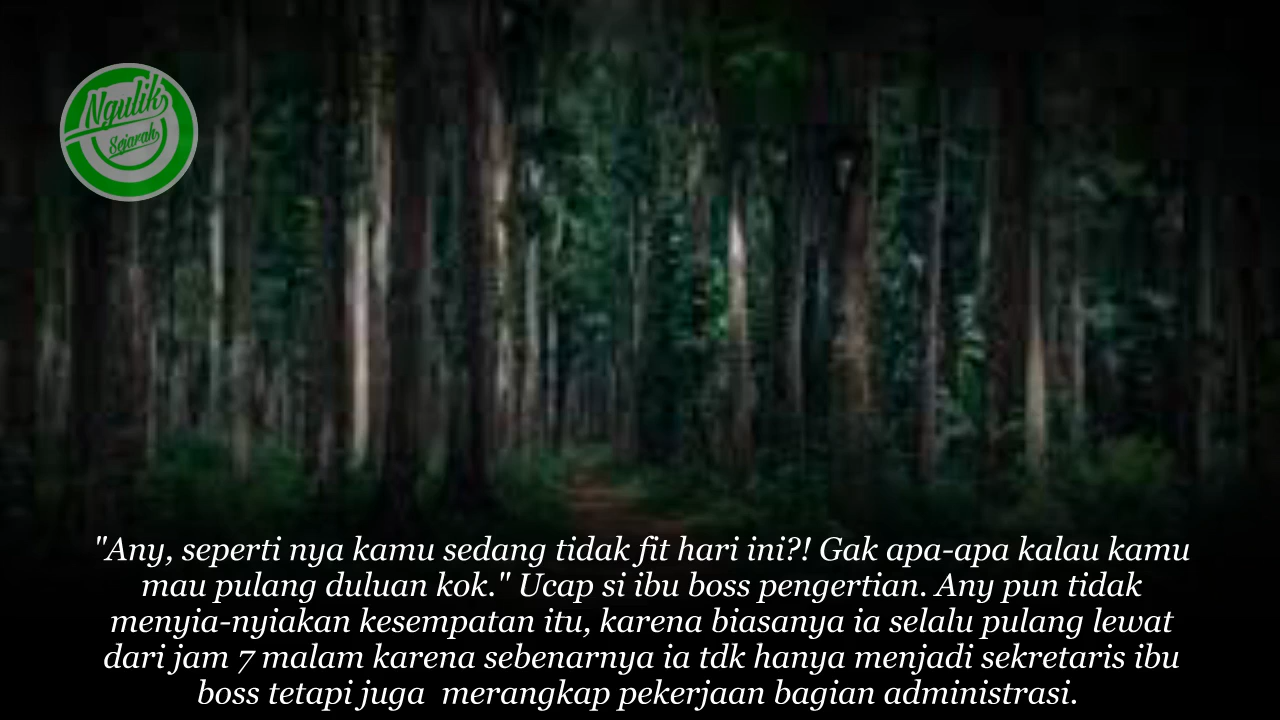 Ngulik
Sejarah
"Any, seperti nya kamu sedang tidak fit hari ini?! Gak apa-apa kalau kamu
mau pulang duluan kok." Ucap si ibu boss pengertian. Any pun tidak
menyia-nyiakan kesempatan itu, karena biasanya ia selalu pulang lewat
dari jam 7 malam karena sebenarnya ia tdk hanya menjadi sekretaris ibu
boss tetapi juga  merangkap pekerjaan bagian administrasi.